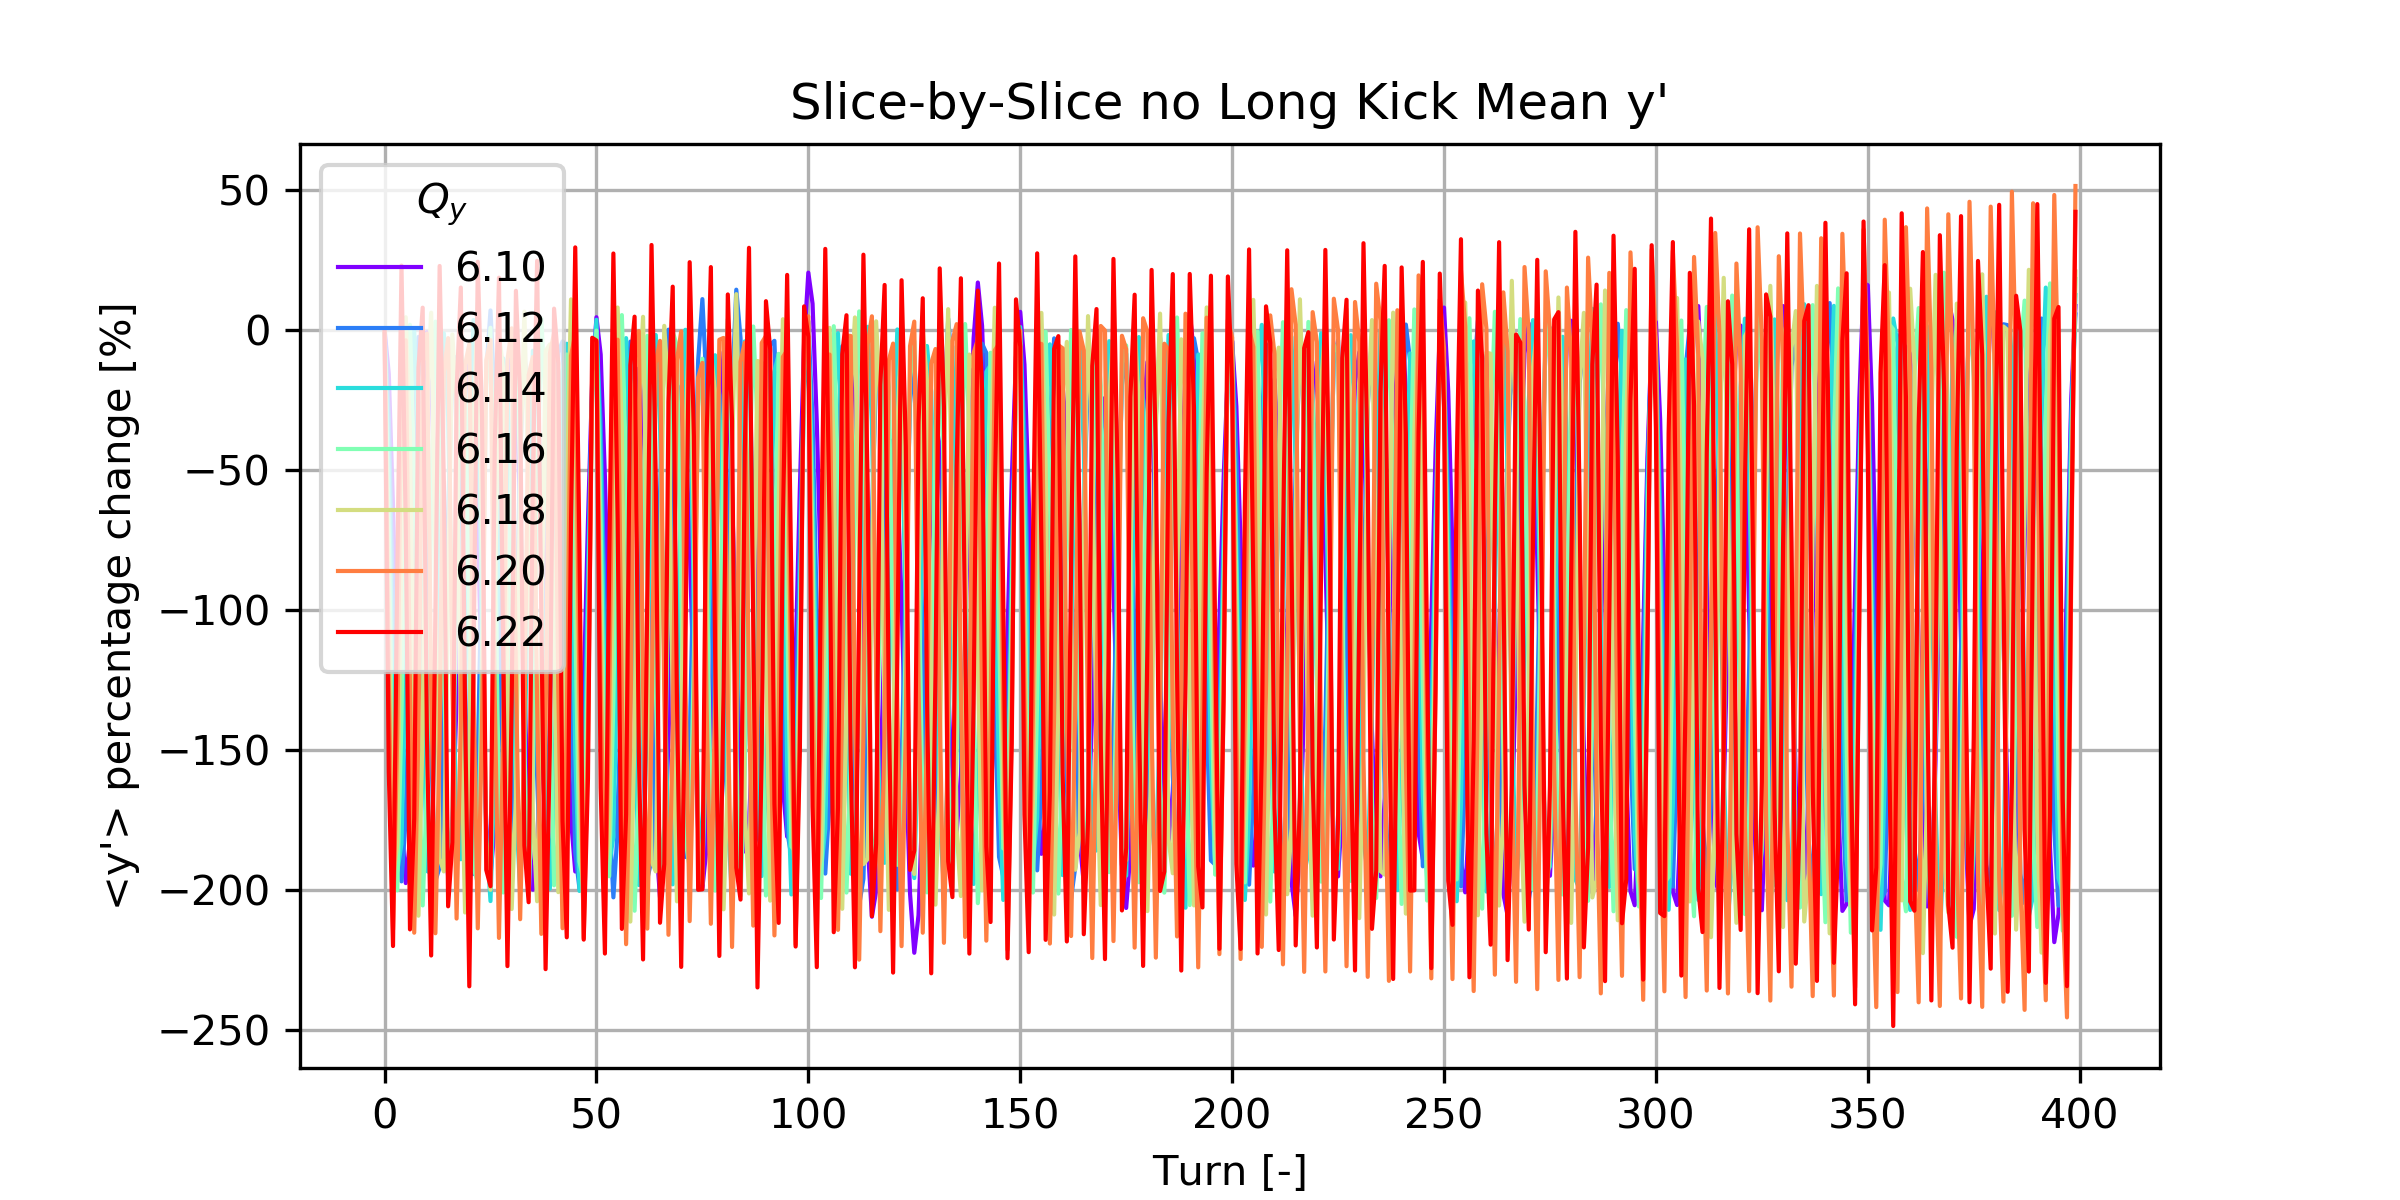 Slice-by-Slice no Long Kick Mean y'
<y'> percentage change [%]
50
0
−50
−100
−150
−200
−250
Qy
6.10
6.12
6.14
6.16
6.18
6.20
6.22
0 50 100 150 200 250 300 350 400
Turn [-]